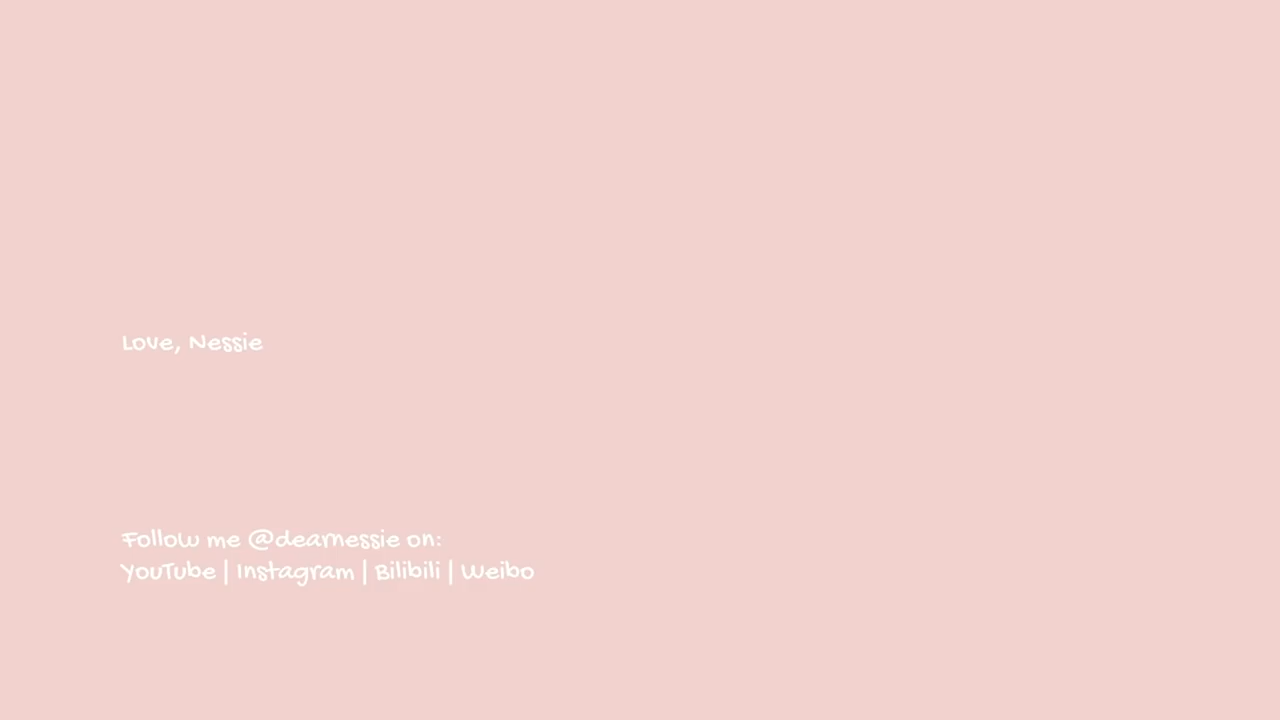 Love, Nessie
Follow me @dearnessie on:
YouTube | Instagram | Bilibili | Weibo